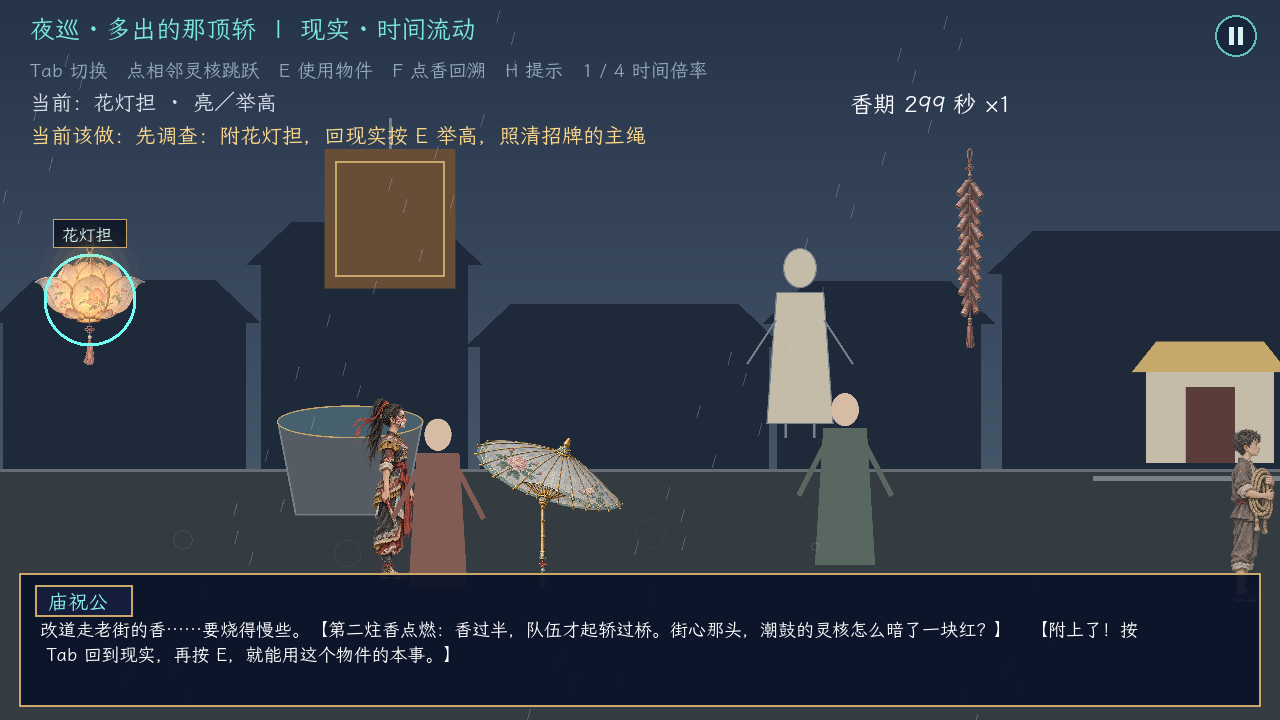 夜巡·多出的那顶轿 | 现实·时间流动
Tab 切换 点相邻灵核跳跃 E 使用物件 F 点香回溯 H 提示 1 / 4 时间倍率
当前: 花灯担 · 亮／举高
香期 299 秒 ×1
当前该做: 先调查: 附花灯担, 回现实按 E 举高, 照清招牌的主绳
花灯担
庙祝公
改道走老街的香……要烧得慢些。【第二炷香点燃: 香过半, 队伍才起轿过桥。街心那头, 潮鼓的灵核怎么暗了一块红? 】 【附上了! 按
Tab 回到现实, 再按 E, 就能用这个物件的本事。】